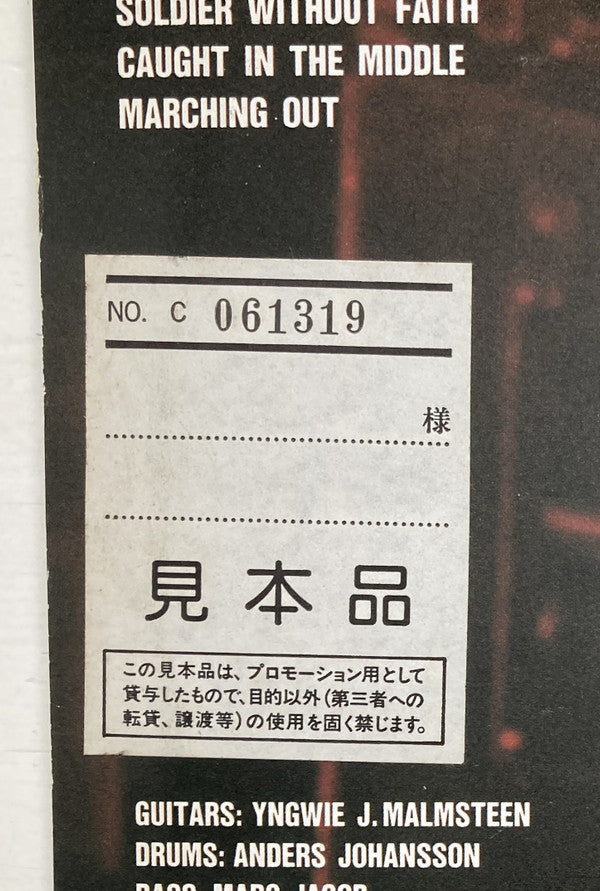 SOLDIER WITHOUT FAITH
CAUGHT IN THE MIDDLE
MARCHING OUT
NO. C 061319
様
見本品
この見本品は、プロモーション用として
貸与したもので、目的以外(第三者への
転貸、譲渡等)の使用を固く禁じます。
GUITARS: YNGWIE J. MALMSTEEN
DRUMS: ANDERS JOHANSSON
BASS: MARC JACOB